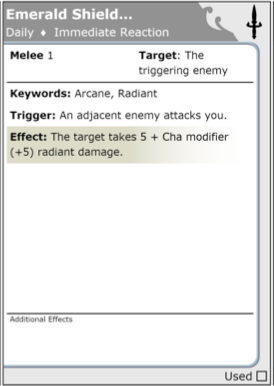 Emerald Shield...
Daily ♦ Immediate Reaction
Melee 1 Target: The
triggering enemy
Keywords: Arcane, Radiant
Trigger: An adjacent enemy attacks you.
Effect: The target takes 5 + Cha modifier
(+5) radiant damage.
Additional Effects
Used □